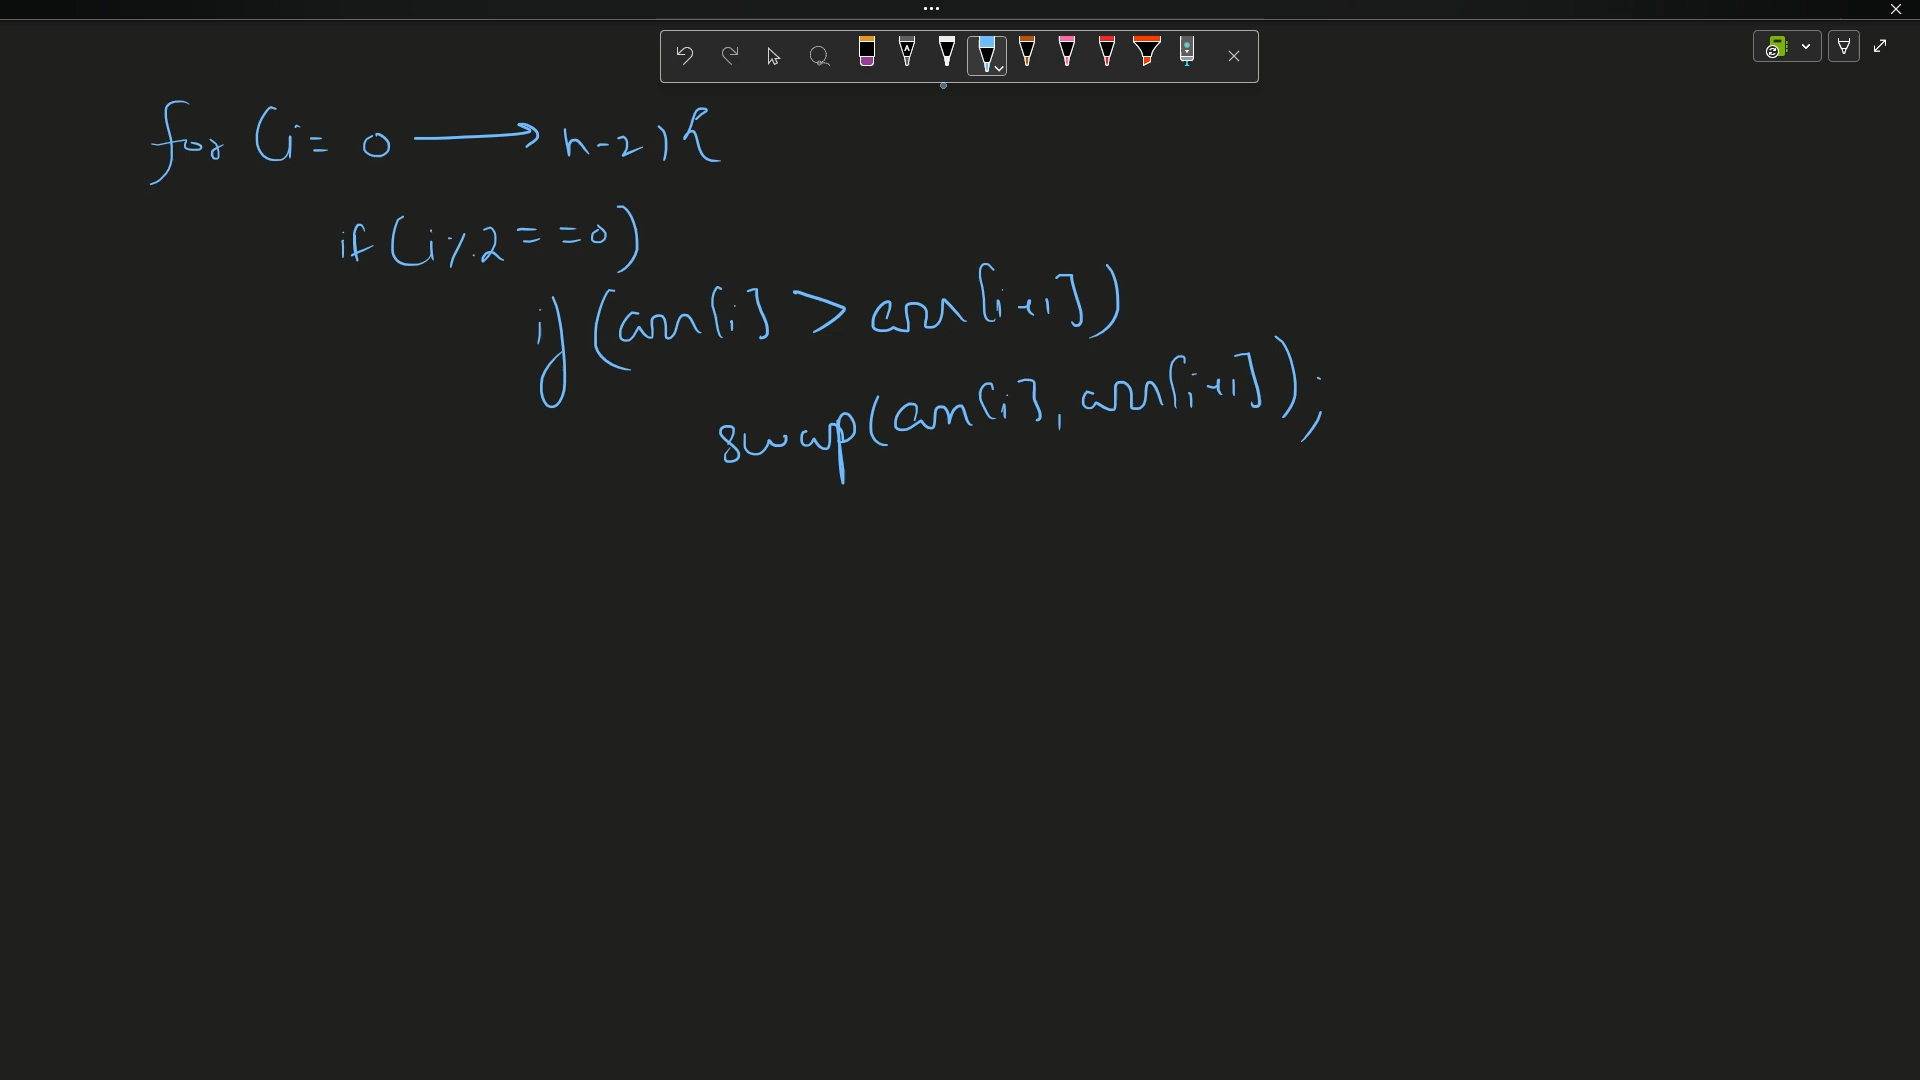 for (i = 0 → n-2) {
if (i % 2 == 0)
if (arr[i] > arr[i+1])
swap(arr[i], arr[i+1]);